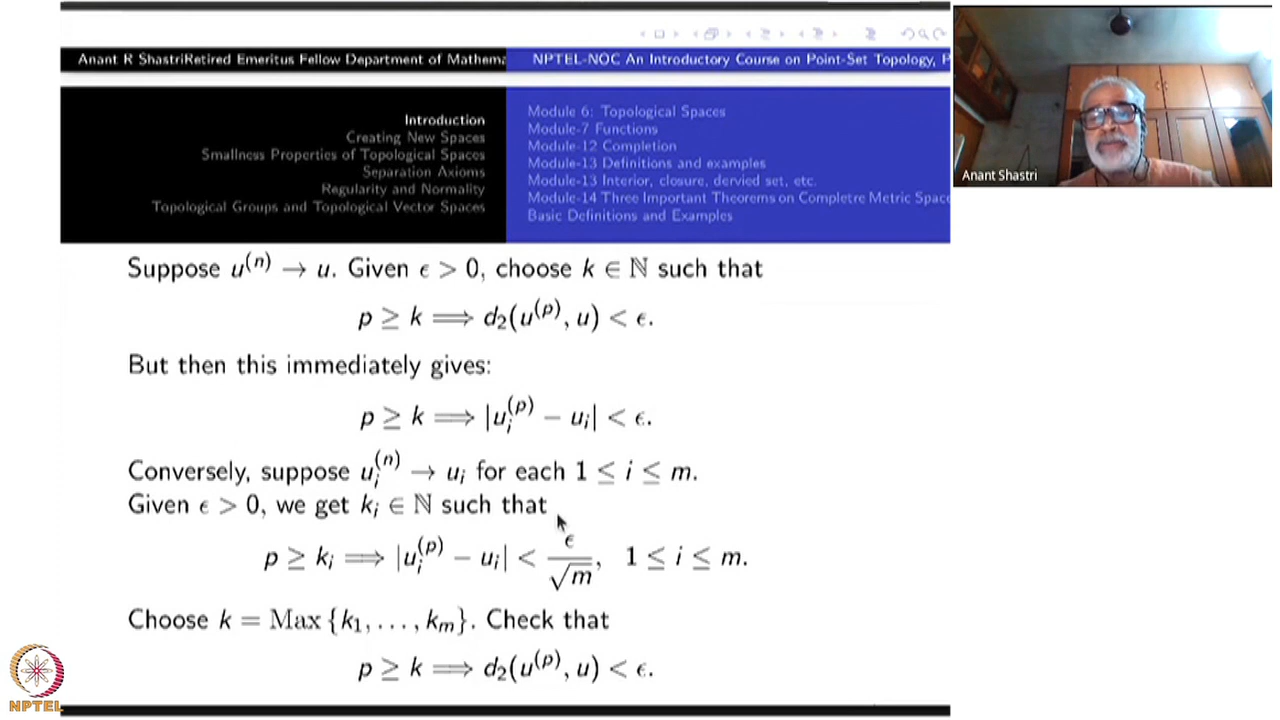 Anant R ShastriRetired Emeritus Fellow Department of Mathema
NPTEL-NOC An Introductory Course on Point-Set Topology, P
Introduction
Creating New Spaces
Smallness Properties of Topological Spaces
Separation Axioms
Regularity and Normality
Topological Groups and Topological Vector Spaces
Module 6: Topological Spaces
Module-7 Functions
Module-12 Completion
Module-13 Definitions and examples
Module-13 Interior, closure, dervied set, etc.
Module-14 Three Important Theorems on Completre Metric Space
Basic Definitions and Examples
Anant Shastri
Suppose u^(n) → u. Given ϵ > 0, choose k ∈ ℕ such that
p ≥ k ⟹ d₂(u^(p), u) < ϵ.
But then this immediately gives:
p ≥ k ⟹ |u_i^(p) − u_i| < ϵ.
Conversely, suppose u_i^(n) → u_i for each 1 ≤ i ≤ m.
Given ϵ > 0, we get k_i ∈ ℕ such that
p ≥ k_i ⟹ |u_i^(p) − u_i| < ϵ/√m, 1 ≤ i ≤ m.
Choose k = Max {k₁, . . . , k_m}. Check that
p ≥ k ⟹ d₂(u^(p), u) < ϵ.
NPTEL